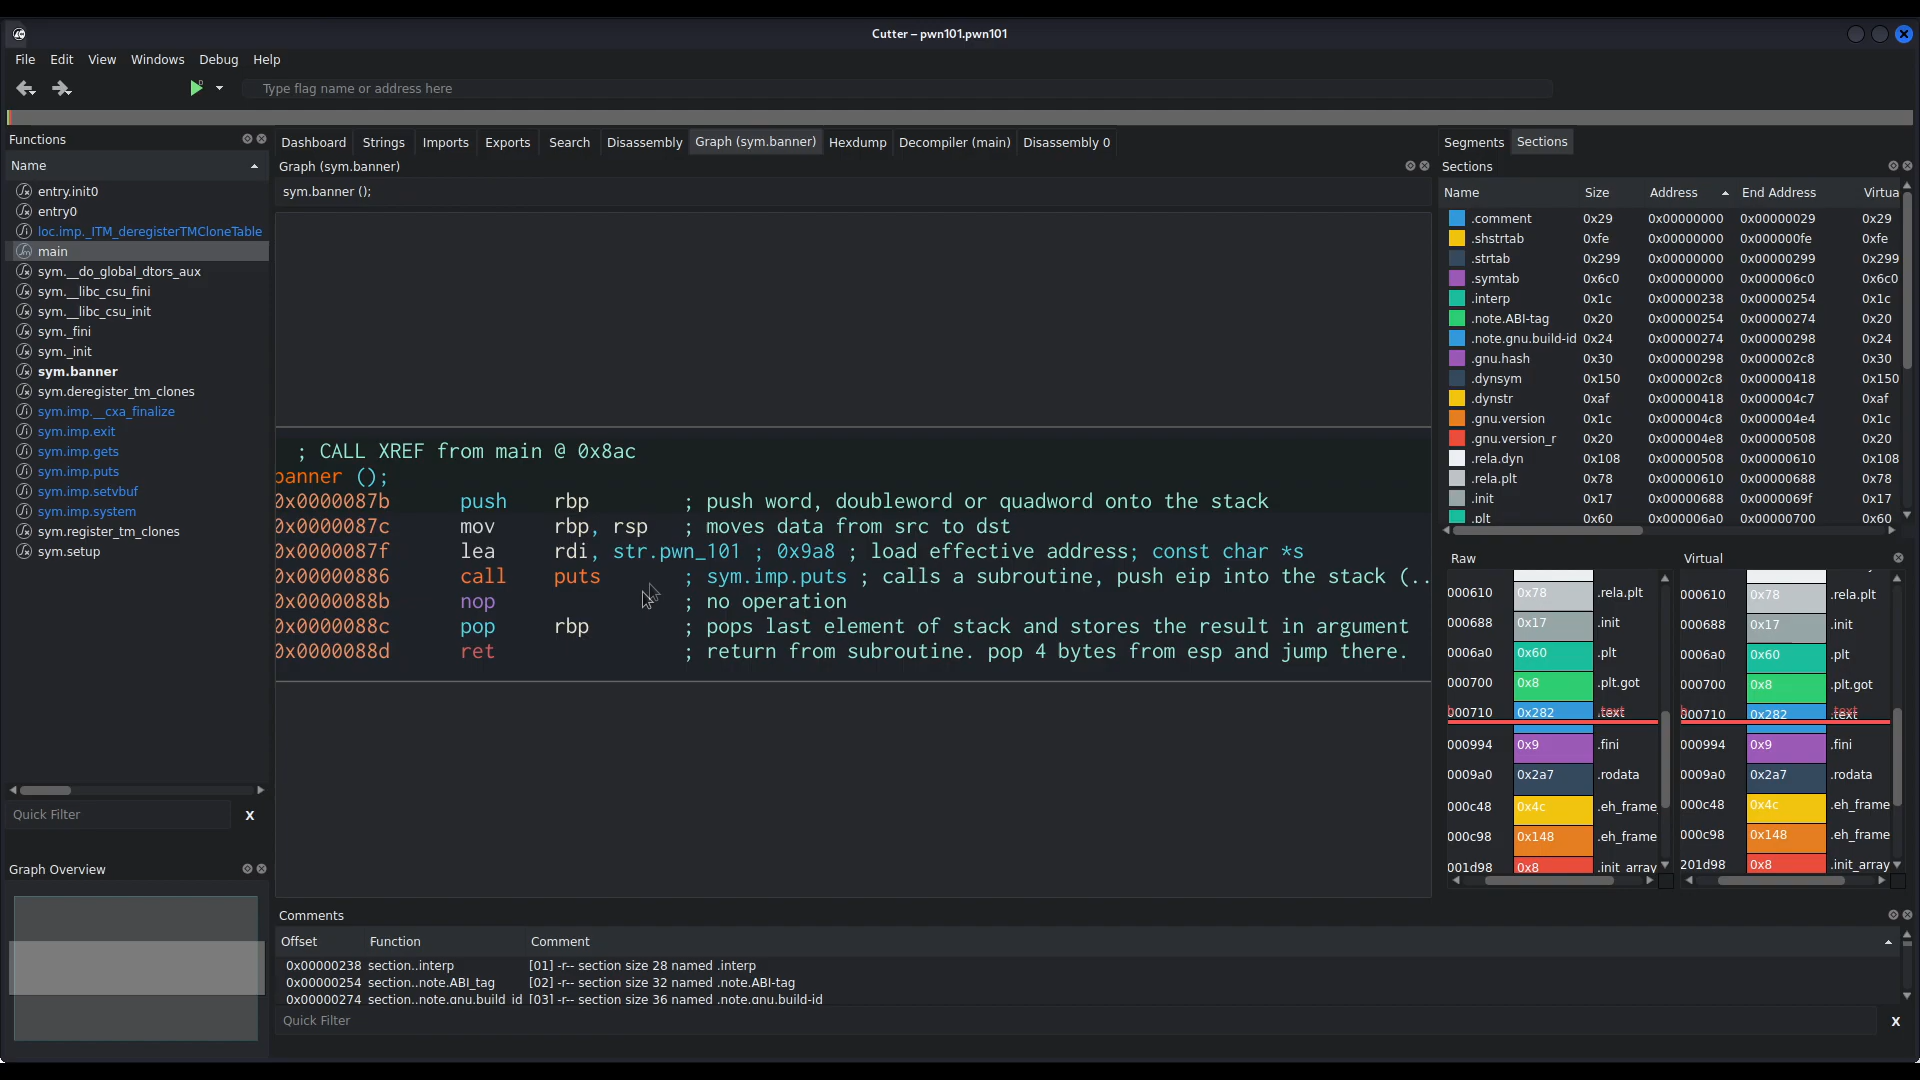 Cutter – pwn101.pwn101
File Edit View Windows Debug Help
Type flag name or address here
Functions
Name
entry.init0
entry0
loc.imp._ITM_deregisterTMCloneTable
main
sym.__do_global_dtors_aux
sym.__libc_csu_fini
sym.__libc_csu_init
sym._fini
sym._init
sym.banner
sym.deregister_tm_clones
sym.imp.__cxa_finalize
sym.imp.exit
sym.imp.gets
sym.imp.puts
sym.imp.setvbuf
sym.imp.system
sym.register_tm_clones
sym.setup
Quick Filter X
Graph Overview
Dashboard Strings Imports Exports Search Disassembly Graph (sym.banner) Hexdump Decompiler (main) Disassembly 0
Graph (sym.banner)
sym.banner ();
; CALL XREF from main @ 0x8ac
banner ();
0x0000087b push rbp ; push word, doubleword or quadword onto the stack
0x0000087c mov rbp, rsp ; moves data from src to dst
0x0000087f lea rdi, str.pwn_101 ; 0x9a8 ; load effective address; const char *s
0x00000886 call puts ; sym.imp.puts ; calls a subroutine, push eip into the stack (..
0x0000088b nop ; no operation
0x0000088c pop rbp ; pops last element of stack and stores the result in argument
0x0000088d ret ; return from subroutine. pop 4 bytes from esp and jump there.
Comments
Offset Function Comment
0x00000238 section..interp [01] -r-- section size 28 named .interp
0x00000254 section..note.ABI_tag [02] -r-- section size 32 named .note.ABI-tag
0x00000274 section..note.gnu.build_id [03] -r-- section size 36 named .note.gnu.build-id
Quick Filter X
Segments Sections
Sections
Name Size Address End Address Virtua
.comment 0x29 0x00000000 0x00000029 0x29
.shstrtab 0xfe 0x00000000 0x000000fe 0xfe
.strtab 0x299 0x00000000 0x00000299 0x299
.symtab 0x6c0 0x00000000 0x000006c0 0x6c0
.interp 0x1c 0x00000238 0x00000254 0x1c
.note.ABI-tag 0x20 0x00000254 0x00000274 0x20
.note.gnu.build-id 0x24 0x00000274 0x00000298 0x24
.gnu.hash 0x30 0x00000298 0x000002c8 0x30
.dynsym 0x150 0x000002c8 0x00000418 0x150
.dynstr 0xaf 0x00000418 0x000004c7 0xaf
.gnu.version 0x1c 0x000004c8 0x000004e4 0x1c
.gnu.version_r 0x20 0x000004e8 0x00000508 0x20
.rela.dyn 0x108 0x00000508 0x00000610 0x108
.rela.plt 0x78 0x00000610 0x00000688 0x78
.init 0x17 0x00000688 0x0000069f 0x17
.plt 0x60 0x000006a0 0x00000700 0x60
Raw
000610 0x78 .rela.plt
000688 0x17 .init
0006a0 0x60 .plt
000700 0x8 .plt.got
000710 0x282 .text
000994 0x9 .fini
0009a0 0x2a7 .rodata
000c48 0x4c .eh_frame_
000c98 0x148 .eh_frame
001d98 0x8 .init_array
Virtual
000610 0x78 .rela.plt
000688 0x17 .init
0006a0 0x60 .plt
000700 0x8 .plt.got
000710 0x282 .text
000994 0x9 .fini
0009a0 0x2a7 .rodata
000c48 0x4c .eh_frame
000c98 0x148 .eh_frame
201d98 0x8 .init_array